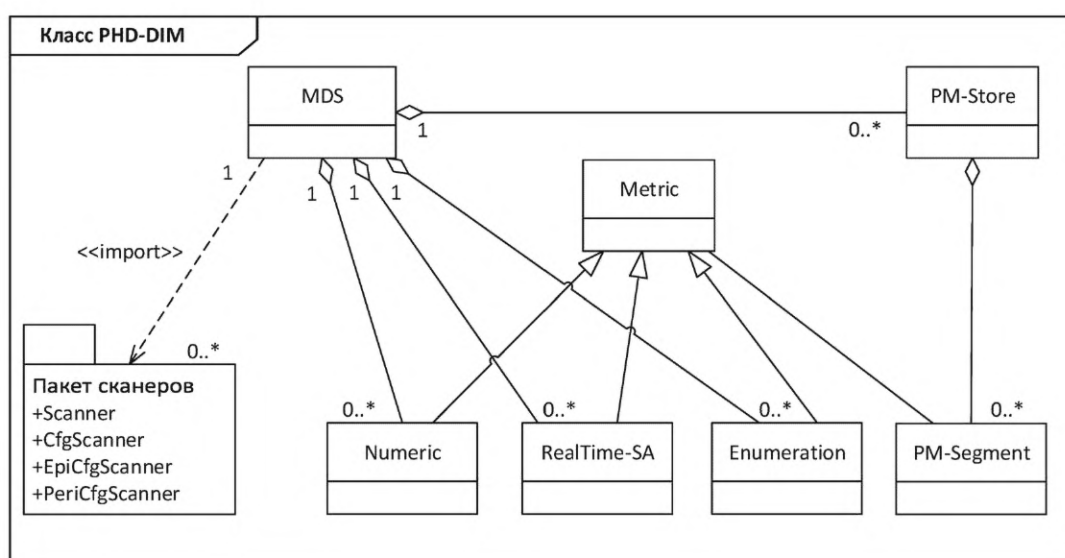 Класс PHD-DIM
MDS
PM-Store
1
0..*
Metric
1
1
1
1
<<import>>
0..*
Пакет сканеров
+Scanner
+CfgScanner
+EpiCfgScanner
+PeriCfgScanner
0..*
0..*
0..*
0..*
Numeric
RealTime-SA
Enumeration
PM-Segment